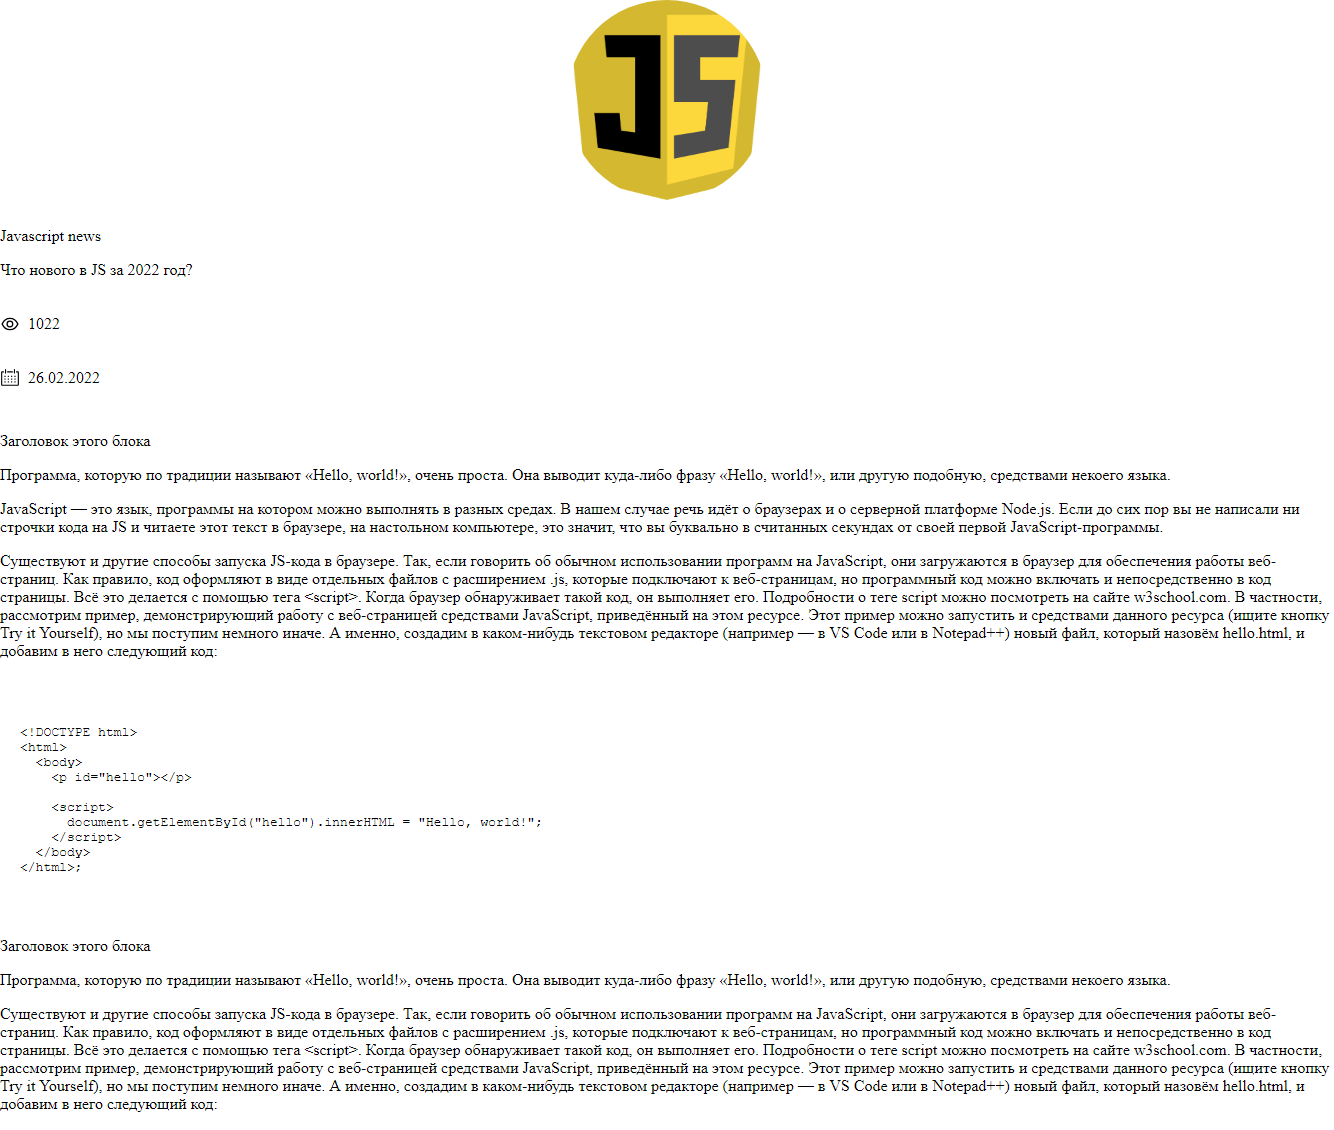 JS
Javascript news
Что нового в JS за 2022 год?
1022
26.02.2022
Заголовок этого блока
Программа, которую по традиции называют «Hello, world!», очень проста. Она выводит куда-либо фразу «Hello, world!», или другую подобную, средствами некоего языка.
JavaScript — это язык, программы на котором можно выполнять в разных средах. В нашем случае речь идёт о браузерах и о серверной платформе Node.js. Если до сих пор вы не написали ни
строчки кода на JS и читаете этот текст в браузере, на настольном компьютере, это значит, что вы буквально в считанных секундах от своей первой JavaScript-программы.
Существуют и другие способы запуска JS-кода в браузере. Так, если говорить об обычном использовании программ на JavaScript, они загружаются в браузер для обеспечения работы веб-
страниц. Как правило, код оформляют в виде отдельных файлов с расширением .js, которые подключают к веб-страницам, но программный код можно включать и непосредственно в код
страницы. Всё это делается с помощью тега <script>. Когда браузер обнаруживает такой код, он выполняет его. Подробности о теге script можно посмотреть на сайте w3school.com. В частности,
рассмотрим пример, демонстрирующий работу с веб-страницей средствами JavaScript, приведённый на этом ресурсе. Этот пример можно запустить и средствами данного ресурса (ищите кнопку
Try it Yourself), но мы поступим немного иначе. А именно, создадим в каком-нибудь текстовом редакторе (например — в VS Code или в Notepad++) новый файл, который назовём hello.html, и
добавим в него следующий код:
<!DOCTYPE html>
<html>
<body>
<p id="hello"></p>
<script>
document.getElementById("hello").innerHTML = "Hello, world!";
</script>
</body>
</html>;
Заголовок этого блока
Программа, которую по традиции называют «Hello, world!», очень проста. Она выводит куда-либо фразу «Hello, world!», или другую подобную, средствами некоего языка.
Существуют и другие способы запуска JS-кода в браузере. Так, если говорить об обычном использовании программ на JavaScript, они загружаются в браузер для обеспечения работы веб-
страниц. Как правило, код оформляют в виде отдельных файлов с расширением .js, которые подключают к веб-страницам, но программный код можно включать и непосредственно в код
страницы. Всё это делается с помощью тега <script>. Когда браузер обнаруживает такой код, он выполняет его. Подробности о теге script можно посмотреть на сайте w3school.com. В частности,
рассмотрим пример, демонстрирующий работу с веб-страницей средствами JavaScript, приведённый на этом ресурсе. Этот пример можно запустить и средствами данного ресурса (ищите кнопку
Try it Yourself), но мы поступим немного иначе. А именно, создадим в каком-нибудь текстовом редакторе (например — в VS Code или в Notepad++) новый файл, который назовём hello.html, и
добавим в него следующий код: